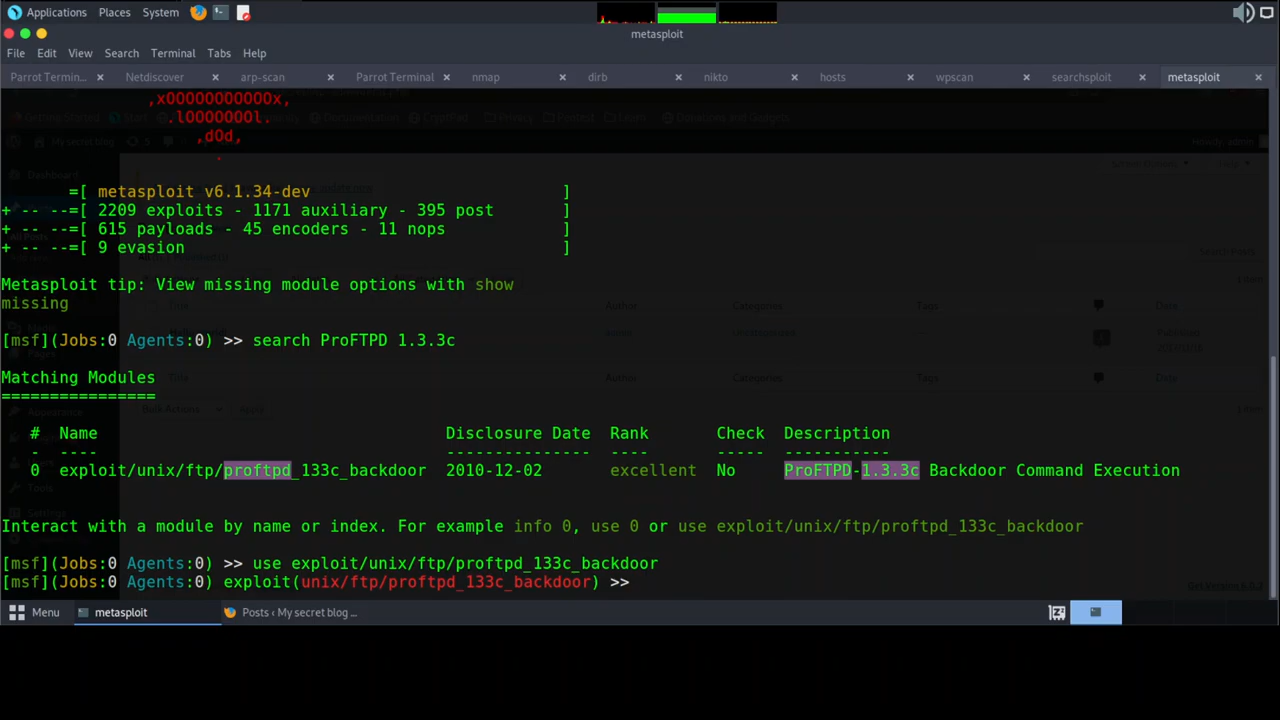 Applications Places System
metasploit
File Edit View Search Terminal Tabs Help
Parrot Termin... × Netdiscover × arp-scan × Parrot Terminal × nmap × dirb × nikto × hosts × wpscan × searchsploit × metasploit ×
,xOOOOOOOOOOOx,
.lOOOOOOOl.
,dOd,
.
=[ metasploit v6.1.34-dev ]
+ -- --=[ 2209 exploits - 1171 auxiliary - 395 post ]
+ -- --=[ 615 payloads - 45 encoders - 11 nops ]
+ -- --=[ 9 evasion ]
Metasploit tip: View missing module options with show
missing
[msf](Jobs:0 Agents:0) >> search ProFTPD 1.3.3c
Matching Modules
================
# Name Disclosure Date Rank Check Description
- ---- --------------- ---- ----- -----------
0 exploit/unix/ftp/proftpd_133c_backdoor 2010-12-02 excellent No ProFTPD-1.3.3c Backdoor Command Execution
Interact with a module by name or index. For example info 0, use 0 or use exploit/unix/ftp/proftpd_133c_backdoor
[msf](Jobs:0 Agents:0) >> use exploit/unix/ftp/proftpd_133c_backdoor
[msf](Jobs:0 Agents:0) exploit(unix/ftp/proftpd_133c_backdoor) >>
Menu metasploit Posts ‹ My secret blog ...